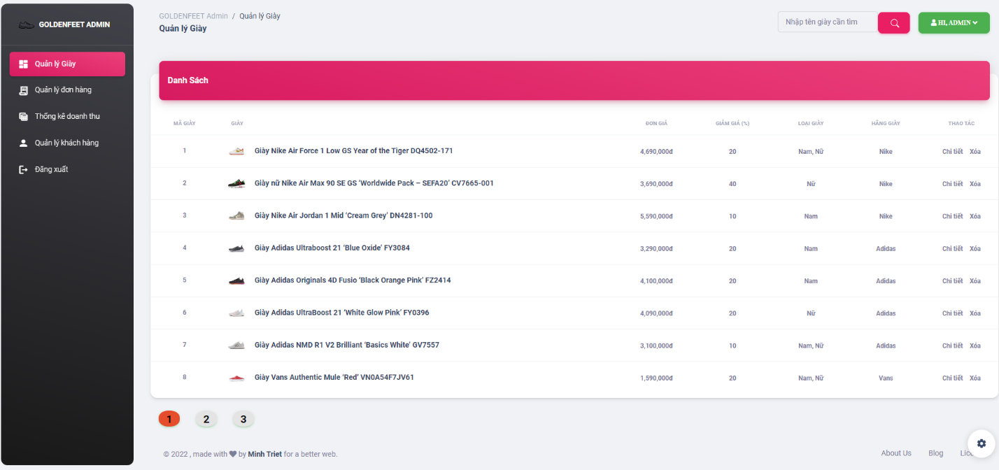 GOLDENFEET ADMIN
Quản lý Giày
Quản lý đơn hàng
Thống kê doanh thu
Quản lý khách hàng
Đăng xuất
GOLDENFEET Admin / Quản lý Giày
Quản lý Giày
Nhập tên giày cần tìm
HI, ADMIN
Danh Sách
MÃ GIÀY GIÀY ĐƠN GIÁ GIẢM GIÁ (%) LOẠI GIÀY HÃNG GIÀY THAO TÁC
1 Giày Nike Air Force 1 Low GS Year of the Tiger DQ4502-171 4,690,000đ 20 Nam, Nữ Nike Chi tiết Xóa
2 Giày nữ Nike Air Max 90 SE GS ‘Worldwide Pack – SEFA20’ CV7665-001 3,690,000đ 40 Nữ Nike Chi tiết Xóa
3 Giày Nike Air Jordan 1 Mid ‘Cream Grey’ DN4281-100 5,590,000đ 10 Nam Nike Chi tiết Xóa
4 Giày Adidas Ultraboost 21 ‘Blue Oxide’ FY3084 3,290,000đ 20 Nam Adidas Chi tiết Xóa
5 Giày Adidas Originals 4D Fusio ‘Black Orange Pink’ FZ2414 4,100,000đ 20 Nam Adidas Chi tiết Xóa
6 Giày Adidas UltraBoost 21 ‘White Glow Pink’ FY0396 4,090,000đ 20 Nữ Adidas Chi tiết Xóa
7 Giày Adidas NMD R1 V2 Brilliant ‘Basics White’ GV7557 3,100,000đ 10 Nam, Nữ Adidas Chi tiết Xóa
8 Giày Vans Authentic Mule ‘Red’ VN0A54F7JV61 1,590,000đ 20 Nam, Nữ Vans Chi tiết Xóa
1 2 3
© 2022 , made with by Minh Triet for a better web.
About Us Blog